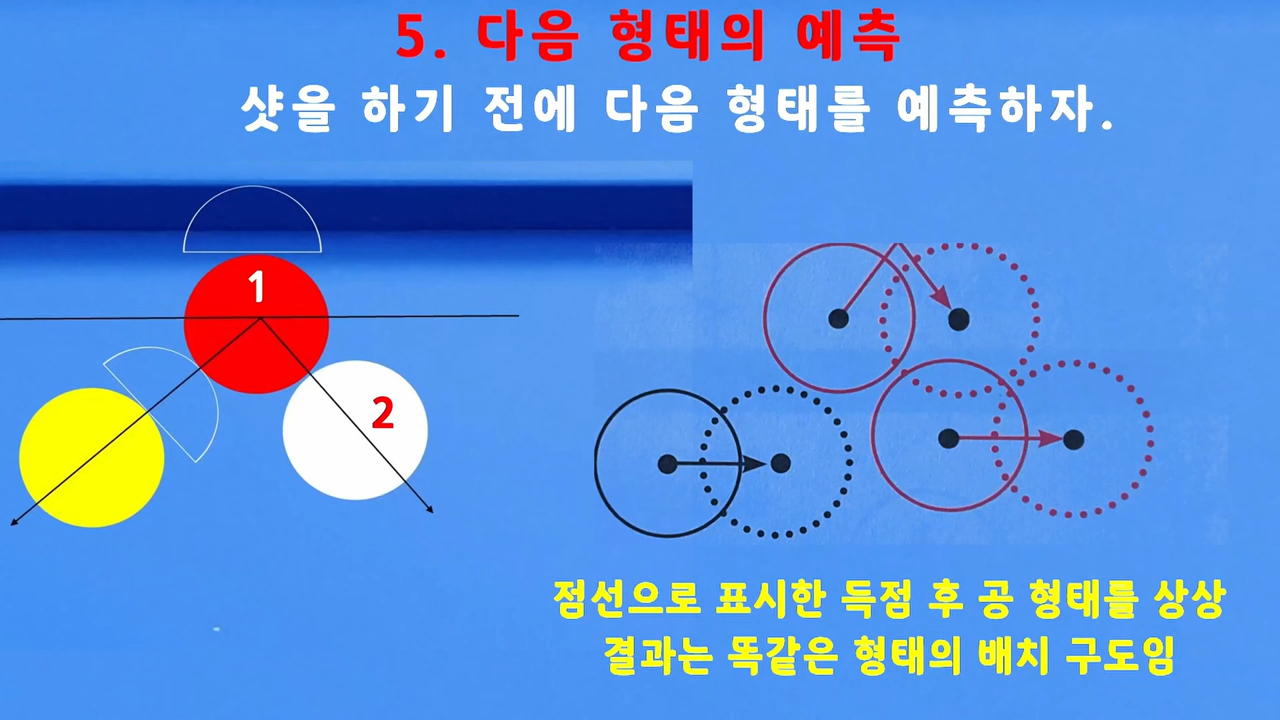 5. 다음 형태의 예측
샷을 하기 전에 다음 형태를 예측하자.
1
2
점선으로 표시한 득점 후 공 형태를 상상
결과는 똑같은 형태의 배치 구도임